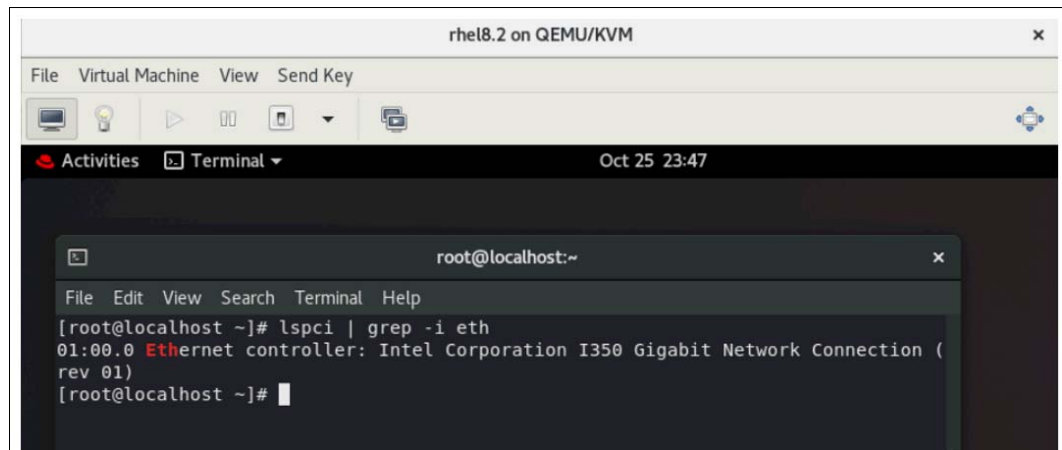 rhel8.2 on QEMU/KVM
File Virtual Machine View Send Key
Activities Terminal Oct 25 23:47
root@localhost:~
File Edit View Search Terminal Help
[root@localhost ~]# lspci | grep -i eth
01:00.0 Ethernet controller: Intel Corporation I350 Gigabit Network Connection (
rev 01)
[root@localhost ~]#